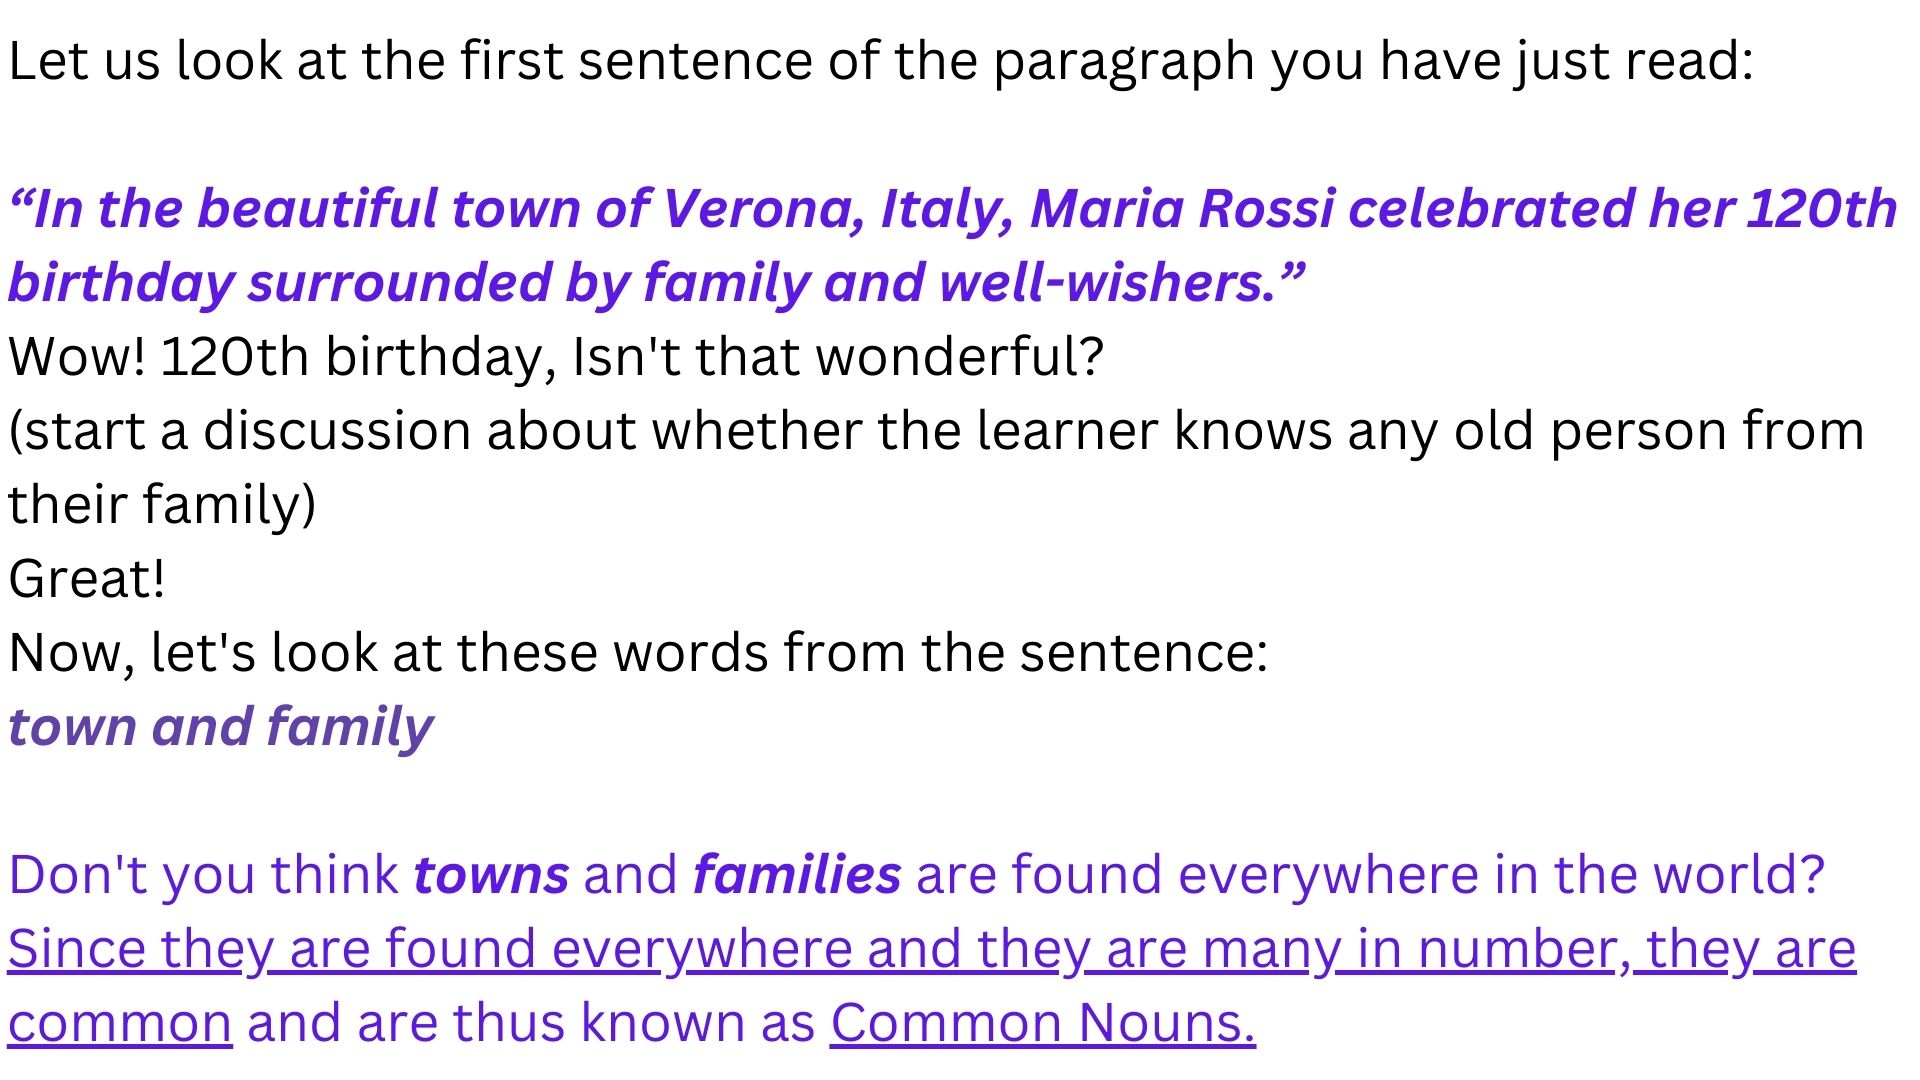 Let us look at the first sentence of the paragraph you have just read:
“In the beautiful town of Verona, Italy, Maria Rossi celebrated her 120th
birthday surrounded by family and well-wishers.”
Wow! 120th birthday, Isn't that wonderful?
(start a discussion about whether the learner knows any old person from
their family)
Great!
Now, let's look at these words from the sentence:
town and family
Don't you think towns and families are found everywhere in the world?
Since they are found everywhere and they are many in number, they are
common and are thus known as Common Nouns.